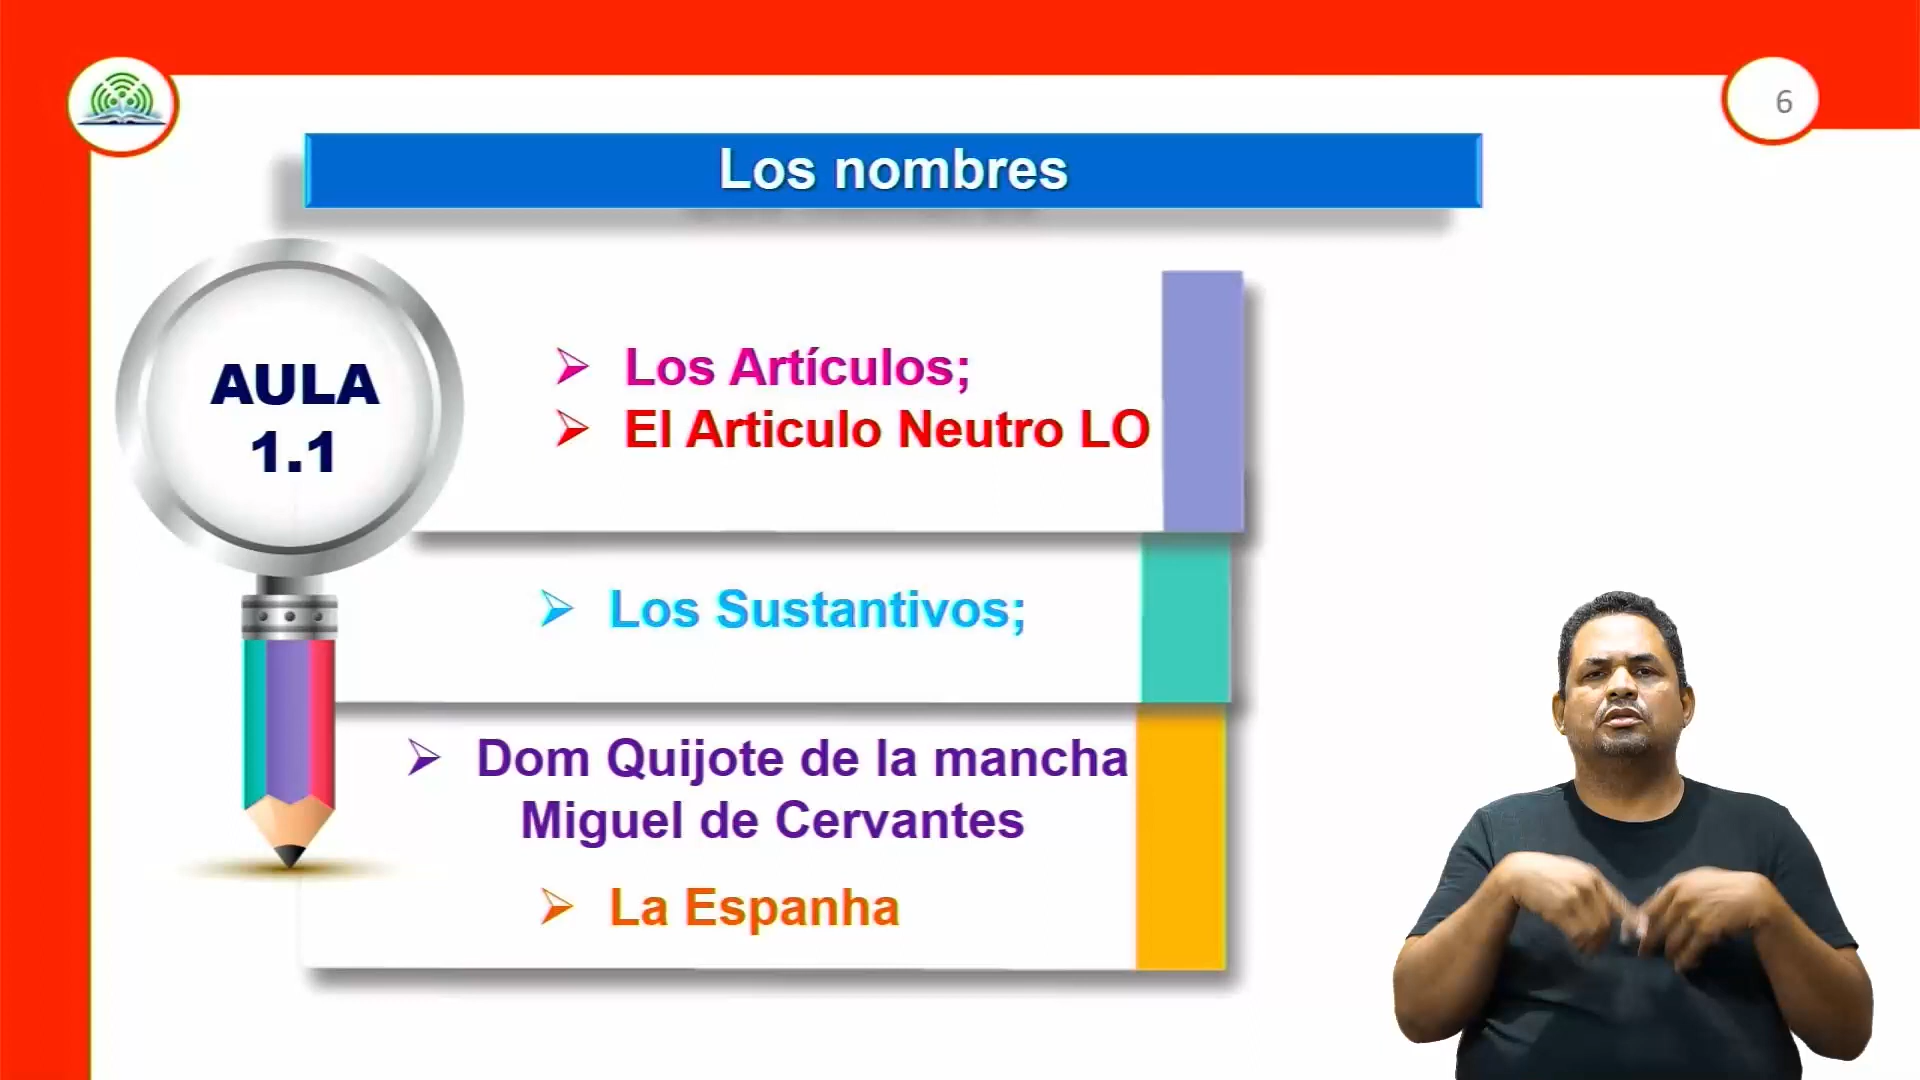 6
Los nombres
AULA
1.1
Los Artículos;
El Articulo Neutro LO
Los Sustantivos;
Dom Quijote de la mancha
Miguel de Cervantes
La Espanha